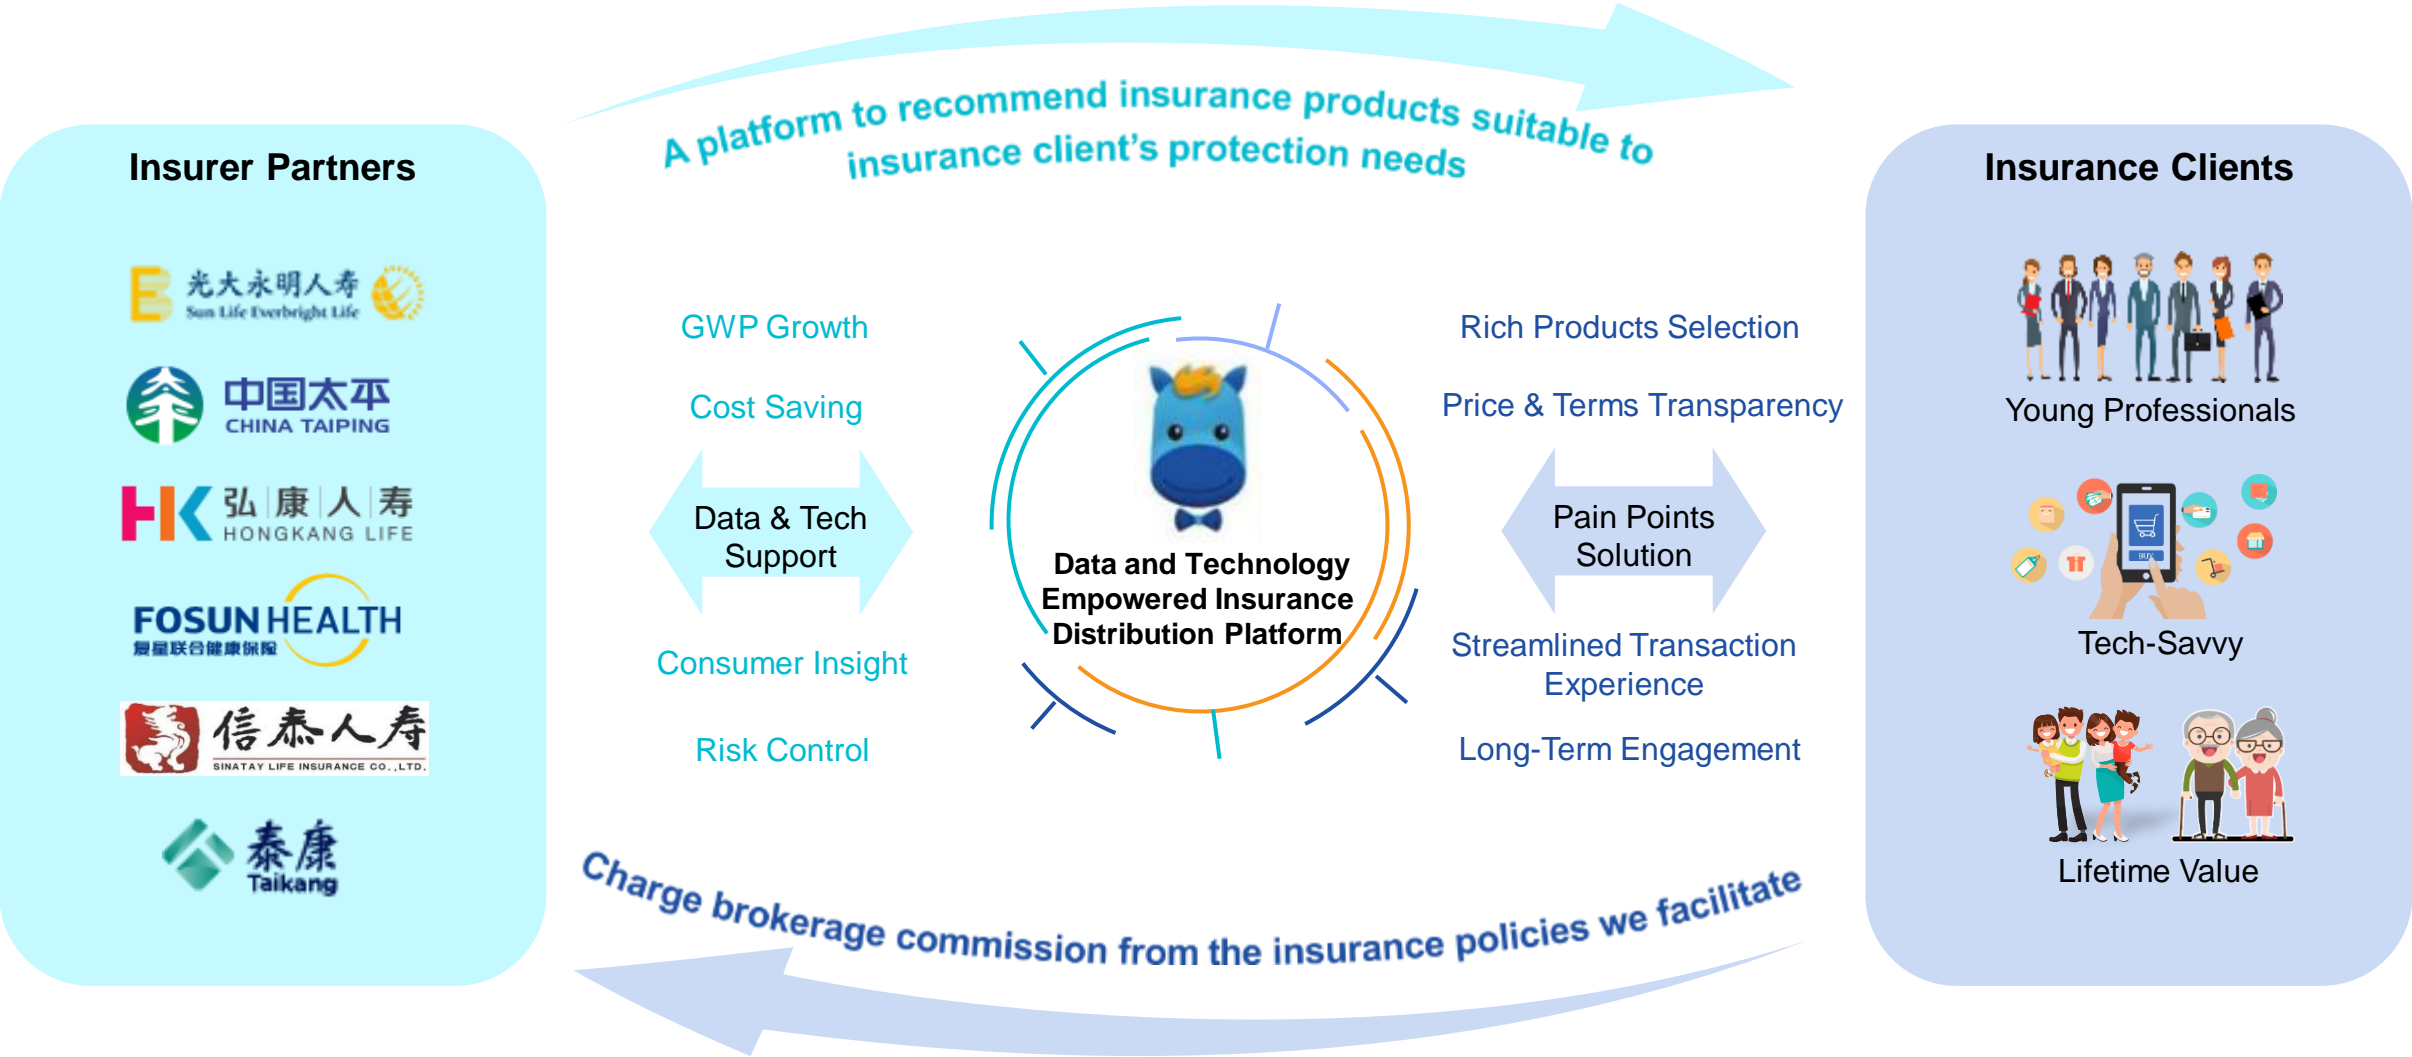 A platform to recommend insurance products suitable to
insurance client's protection needs
Insurer Partners
光大永明人寿
Sun Life Everbright Life
中国太平
CHINA TAIPING
HK 弘康人寿
HONGKANG LIFE
FOSUN HEALTH
复星联合健康保险
信泰人寿
SINATAY LIFE INSURANCE CO.,LTD.
泰康
Taikang
GWP Growth
Cost Saving
Data & Tech
Support
Consumer Insight
Risk Control
Data and Technology
Empowered Insurance
Distribution Platform
Rich Products Selection
Price & Terms Transparency
Pain Points
Solution
Streamlined Transaction
Experience
Long-Term Engagement
Insurance Clients
Young Professionals
BUY
Tech-Savvy
Lifetime Value
Charge brokerage commission from the insurance policies we facilitate